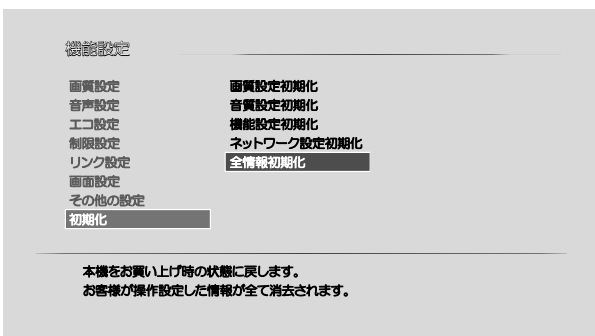 機能設定
画質設定
音声設定
エコ設定
制限設定
リンク設定
画面設定
その他の設定
初期化
画質設定初期化
音質設定初期化
機能設定初期化
ネットワーク設定初期化
全情報初期化
本機をお買い上げ時の状態に戻します。
お客様が操作設定した情報が全て消去されます。